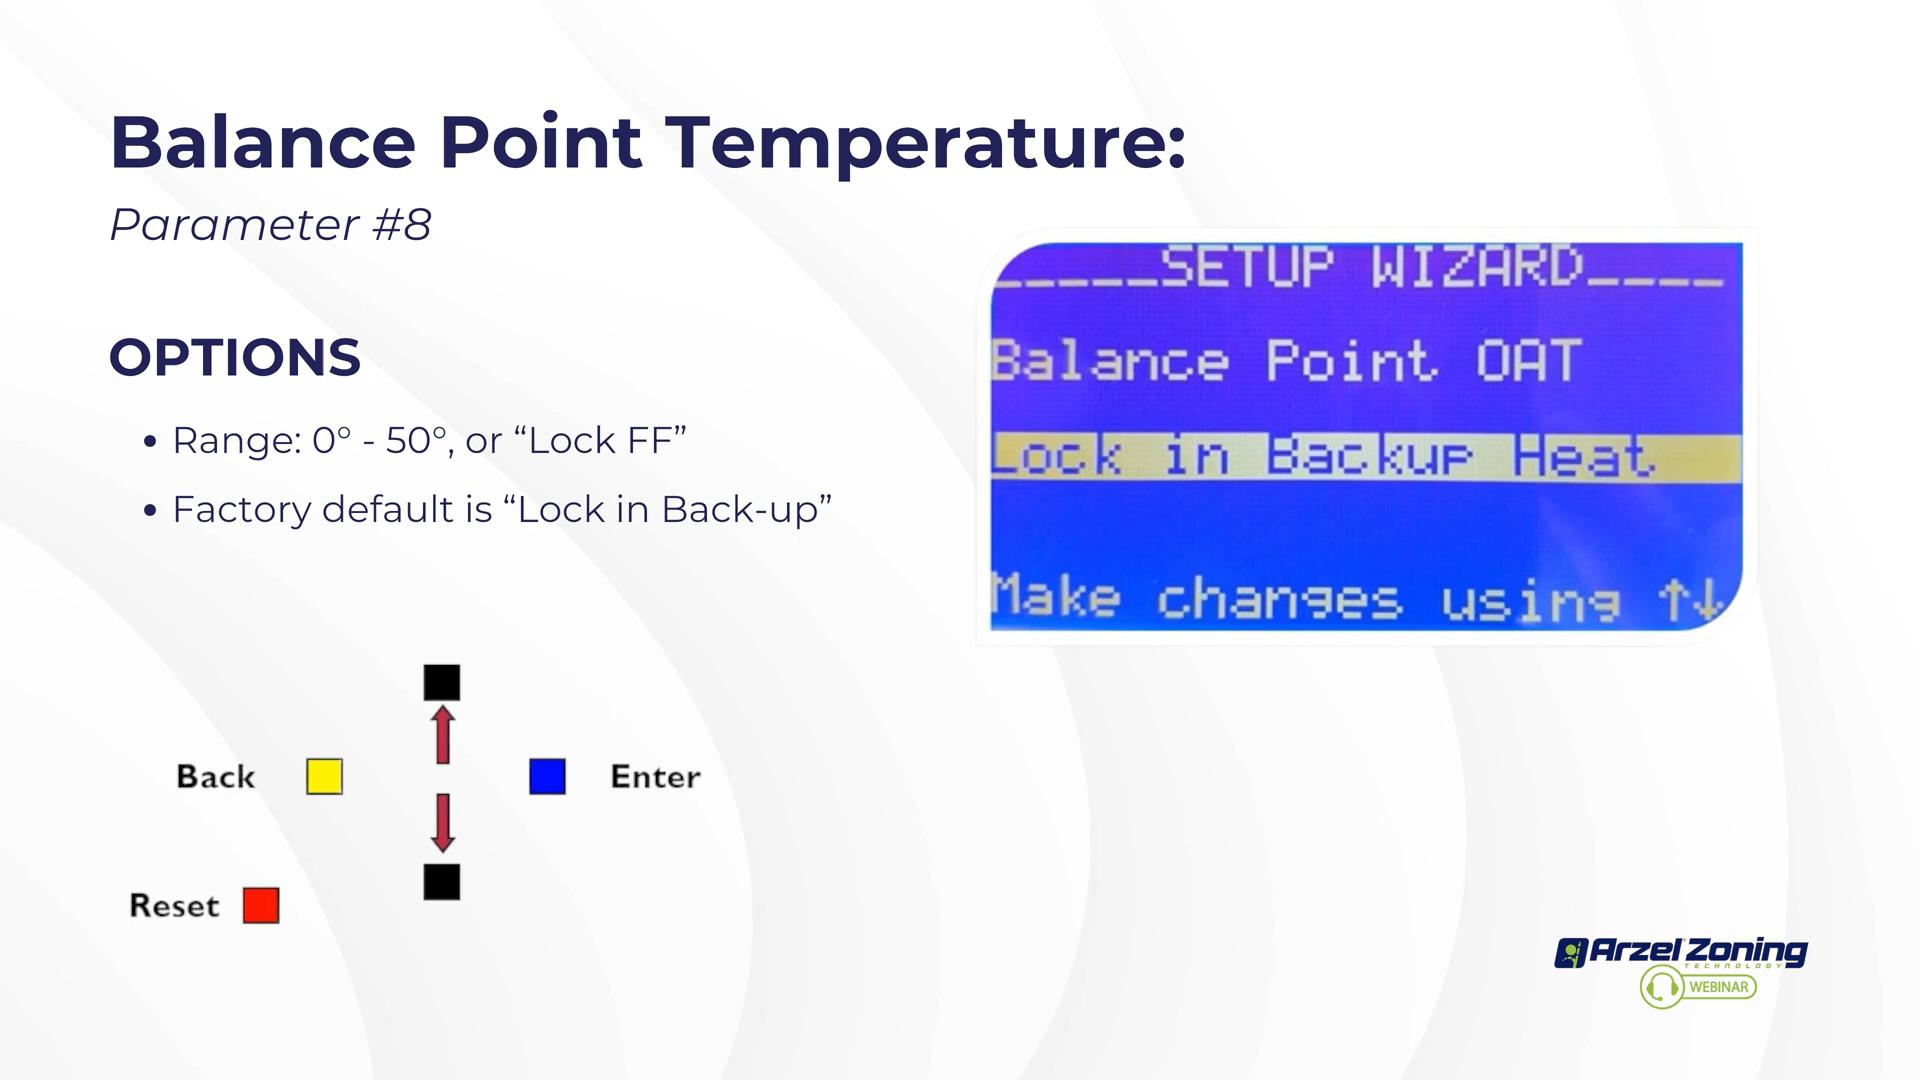 Balance Point Temperature:
Parameter #8
OPTIONS
• Range: 0° - 50°, or “Lock FF”
• Factory default is “Lock in Back-up”
_____SETUP WIZARD____
Balance Point OAT
Lock in Backup Heat
Make changes using ↑↓
Back
Enter
Reset
Arzel Zoning
TECHNOLOGY
WEBINAR